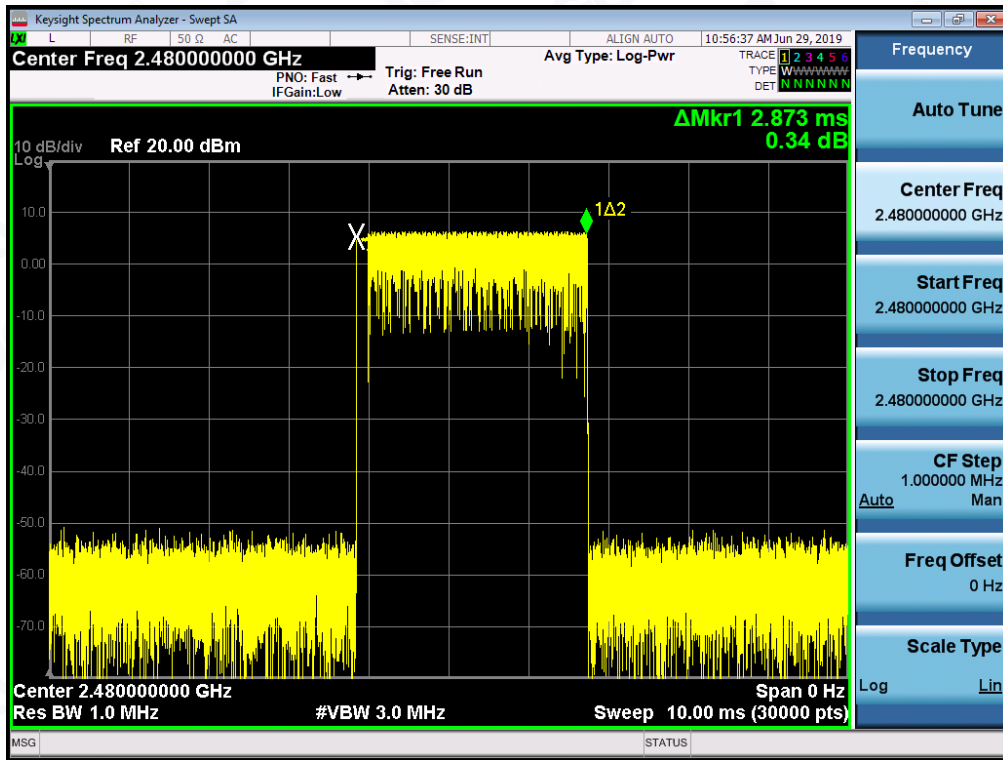 Keysight Spectrum Analyzer - Swept SA
LXI L RF 50 Ω AC SENSE:INT ALIGN AUTO 10:56:37 AM Jun 29, 2019
Center Freq 2.480000000 GHz
PNO: Fast
IFGain:Low
Trig: Free Run
Atten: 30 dB
Avg Type: Log-Pwr
TRACE 1 2 3 4 5 6
TYPE WWWWWW
DET N N N N N N
ΔMkr1 2.873 ms
0.34 dB
10 dB/div Ref 20.00 dBm
Log
1Δ2
10.0
0.00
-10.0
-20.0
-30.0
-40.0
-50.0
-60.0
-70.0
Center 2.480000000 GHz Span 0 Hz
Res BW 1.0 MHz #VBW 3.0 MHz Sweep 10.00 ms (30000 pts)
MSG STATUS
Frequency
Auto Tune
Center Freq
2.480000000 GHz
Start Freq
2.480000000 GHz
Stop Freq
2.480000000 GHz
CF Step
1.000000 MHz
Auto Man
Freq Offset
0 Hz
Scale Type
Log Lin